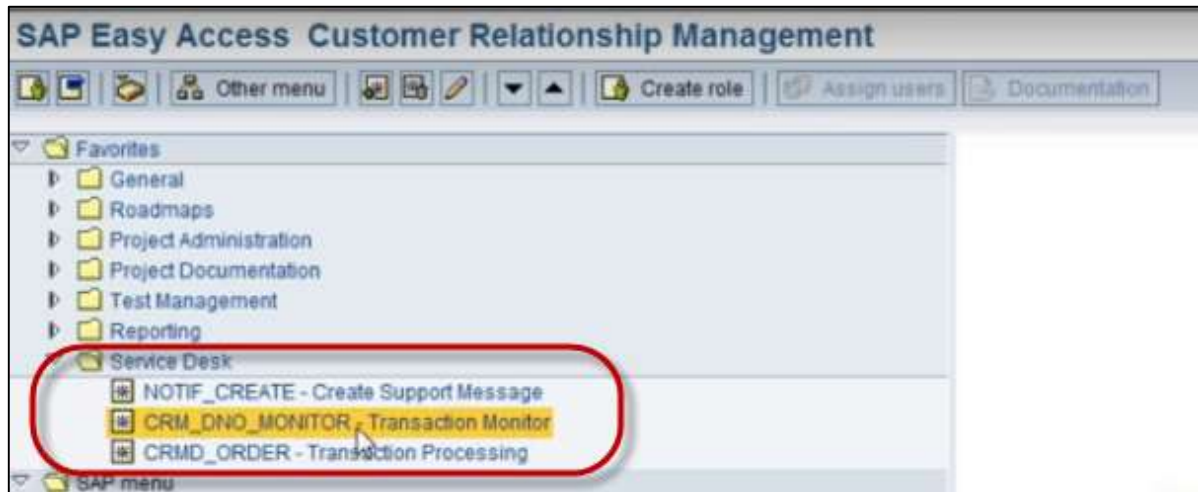 SAP Easy Access Customer Relationship Management
Other menu Create role Assign users Documentation
Favorites
General
Roadmaps
Project Administration
Project Documentation
Test Management
Reporting
Service Desk
NOTIF_CREATE - Create Support Message
CRM_DNO_MONITOR - Transaction Monitor
CRMD_ORDER - Transaction Processing
SAP menu